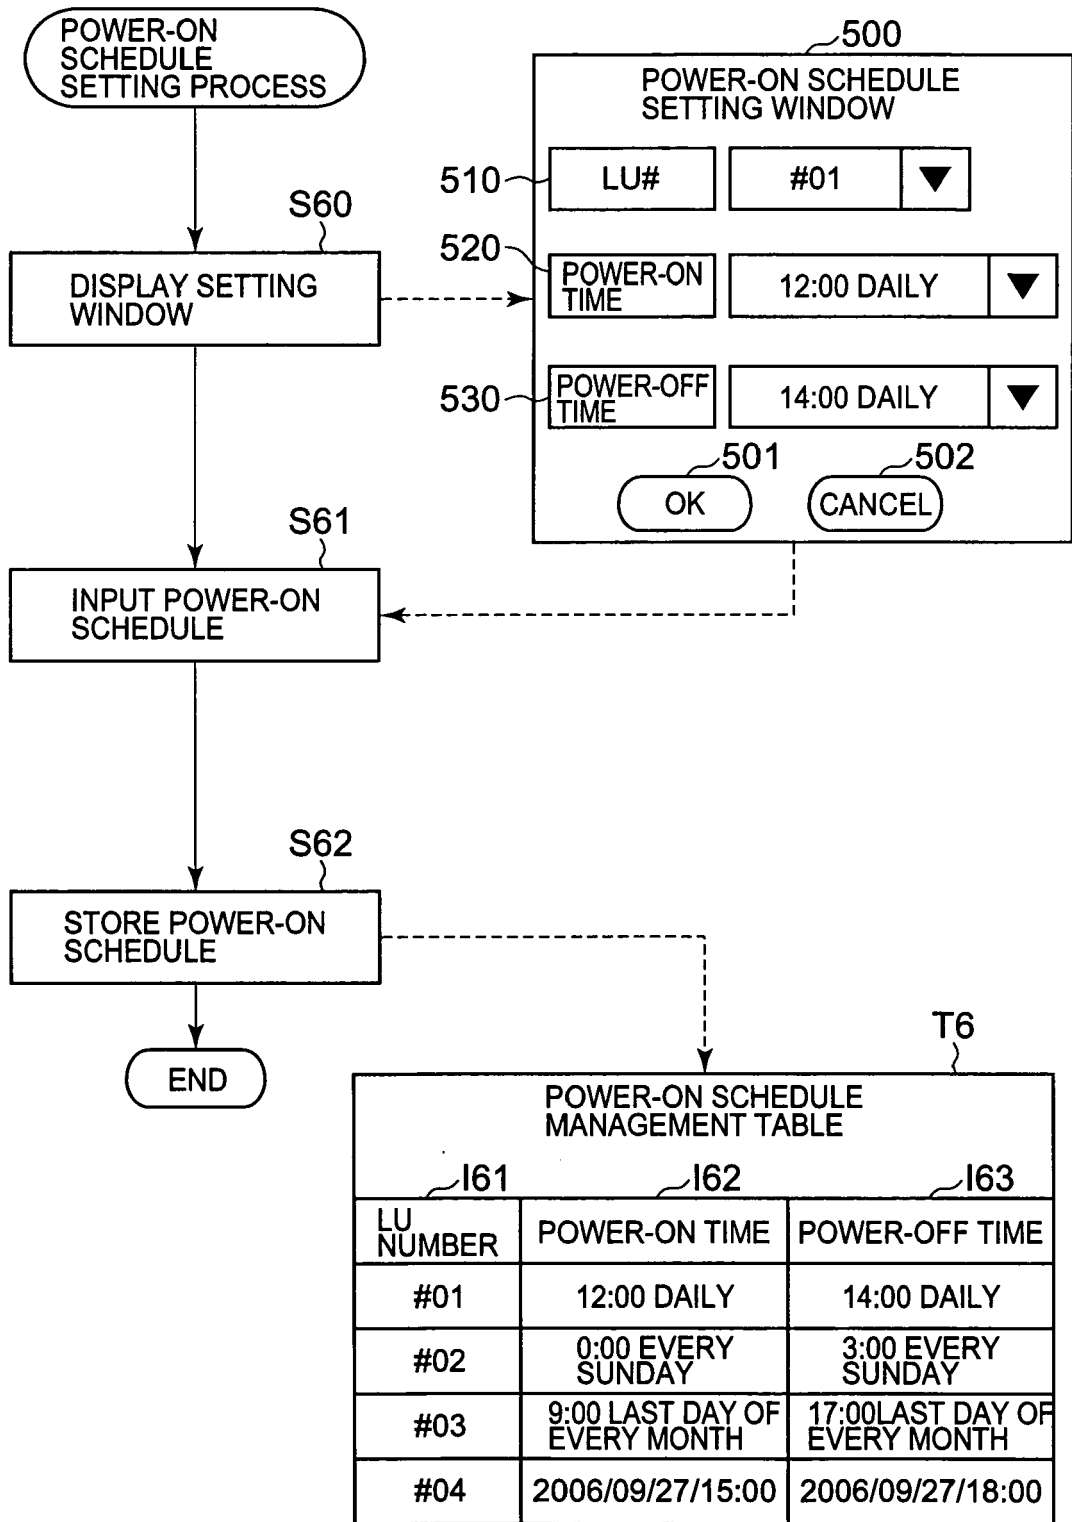 POWER-ON
SCHEDULE
SETTING PROCESS
500
POWER-ON SCHEDULE
SETTING WINDOW
510
LU#
#01
S60
520
DISPLAY SETTING
WINDOW
POWER-ON
TIME
12:00 DAILY
530
POWER-OFF
TIME
14:00 DAILY
501
502
OK
CANCEL
S61
INPUT POWER-ON
SCHEDULE
S62
STORE POWER-ON
SCHEDULE
END
T6
POWER-ON SCHEDULE
MANAGEMENT TABLE
I61
I62
I63
LU
NUMBER
POWER-ON TIME
POWER-OFF TIME
#01
12:00 DAILY
14:00 DAILY
#02
0:00 EVERY
SUNDAY
3:00 EVERY
SUNDAY
#03
9:00 LAST DAY OF
EVERY MONTH
17:00LAST DAY OF
EVERY MONTH
#04
2006/09/27/15:00
2006/09/27/18:00